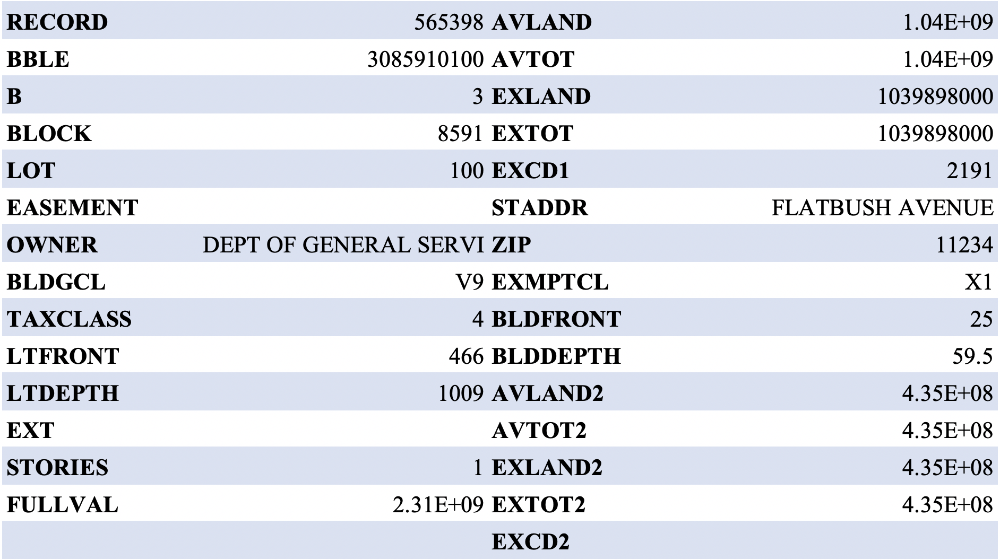 RECORD 565398 AVLAND 1.04E+09
BBLE 3085910100 AVTOT 1.04E+09
B 3 EXLAND 1039898000
BLOCK 8591 EXTOT 1039898000
LOT 100 EXCD1 2191
EASEMENT STADDR FLATBUSH AVENUE
OWNER DEPT OF GENERAL SERVI ZIP 11234
BLDGCL V9 EXMPTCL X1
TAXCLASS 4 BLDFRONT 25
LTFRONT 466 BLDDEPTH 59.5
LTDEPTH 1009 AVLAND2 4.35E+08
EXT AVTOT2 4.35E+08
STORIES 1 EXLAND2 4.35E+08
FULLVAL 2.31E+09 EXTOT2 4.35E+08
EXCD2